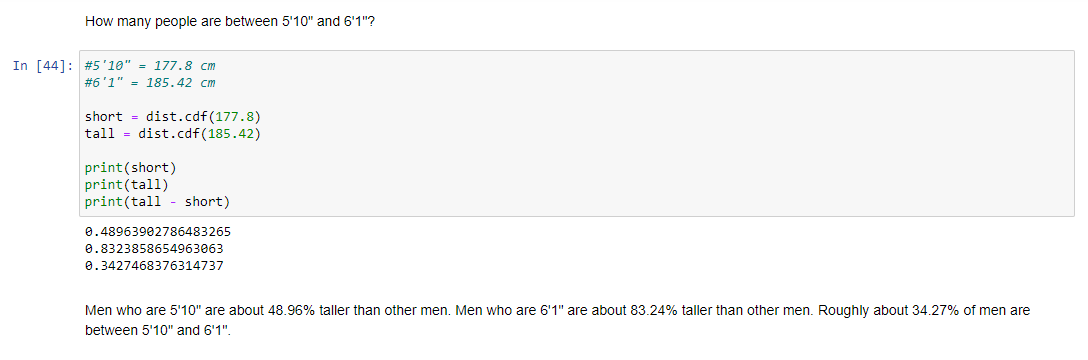 How many people are between 5'10" and 6'1"?
In [44]: #5'10" = 177.8 cm
#6'1" = 185.42 cm
short = dist.cdf(177.8)
tall = dist.cdf(185.42)
print(short)
print(tall)
print(tall - short)
0.48963902786483265
0.8323858654963063
0.3427468376314737
Men who are 5'10" are about 48.96% taller than other men. Men who are 6'1" are about 83.24% taller than other men. Roughly about 34.27% of men are
between 5'10" and 6'1".